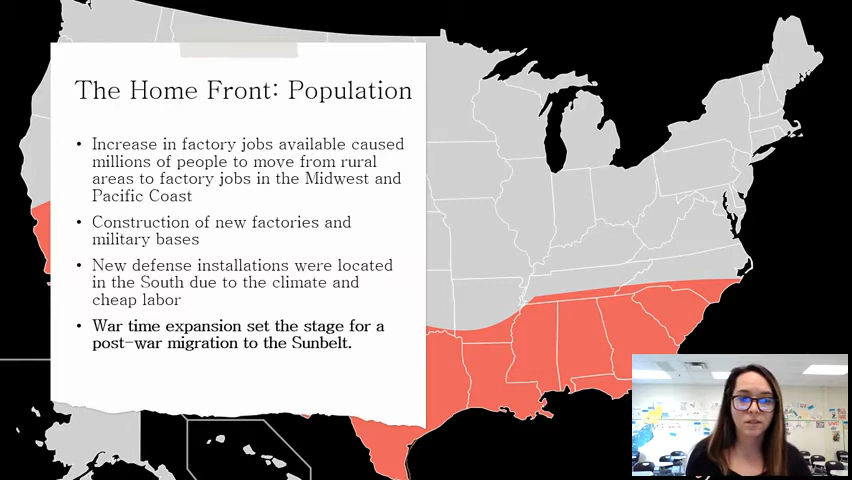 The Home Front: Population
• Increase in factory jobs available caused
millions of people to move from rural
areas to factory jobs in the Midwest and
Pacific Coast
• Construction of new factories and
military bases
• New defense installations were located
in the South due to the climate and
cheap labor
• War time expansion set the stage for a
post-war migration to the Sunbelt.